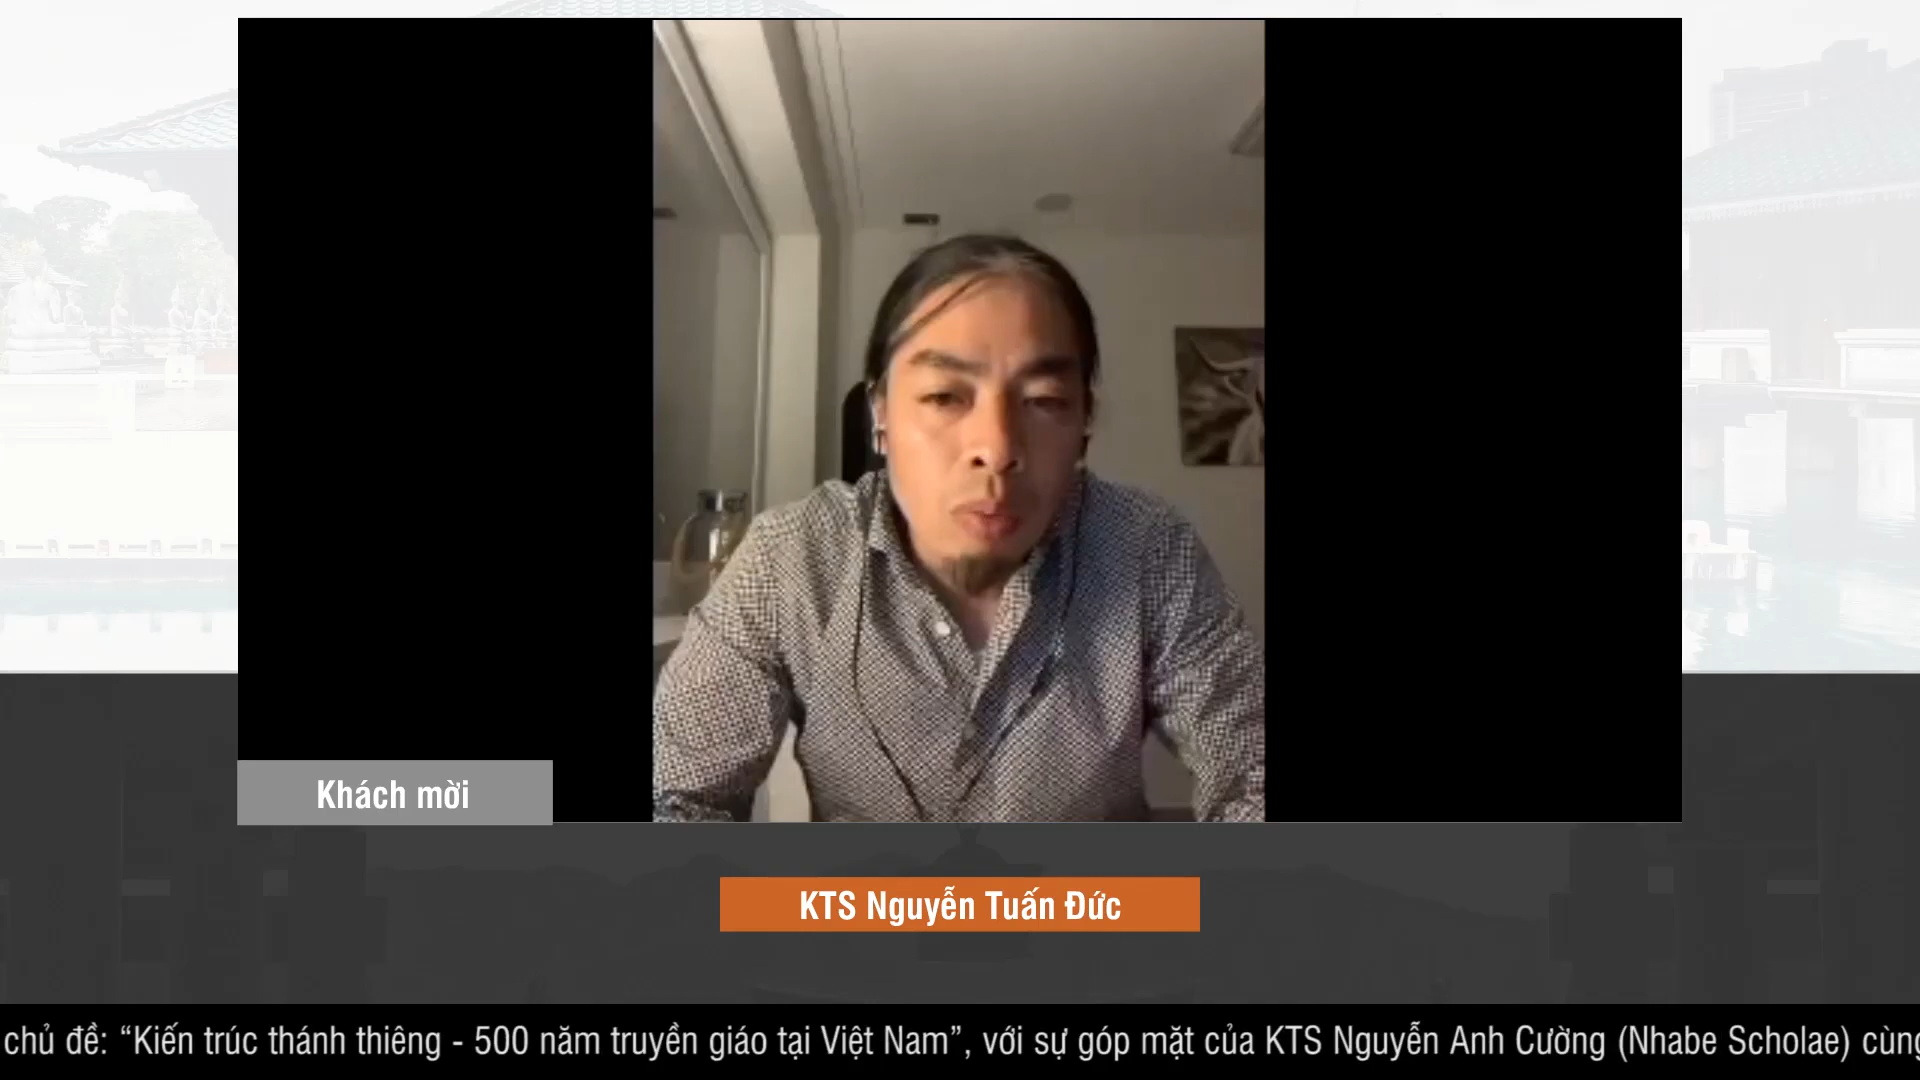 Khách mời
KTS Nguyễn Tuấn Đức
chủ đề: “Kiến trúc thánh thiêng - 500 năm truyền giáo tại Việt Nam”, với sự góp mặt của KTS Nguyễn Anh Cường (Nhabe Scholae) cùng